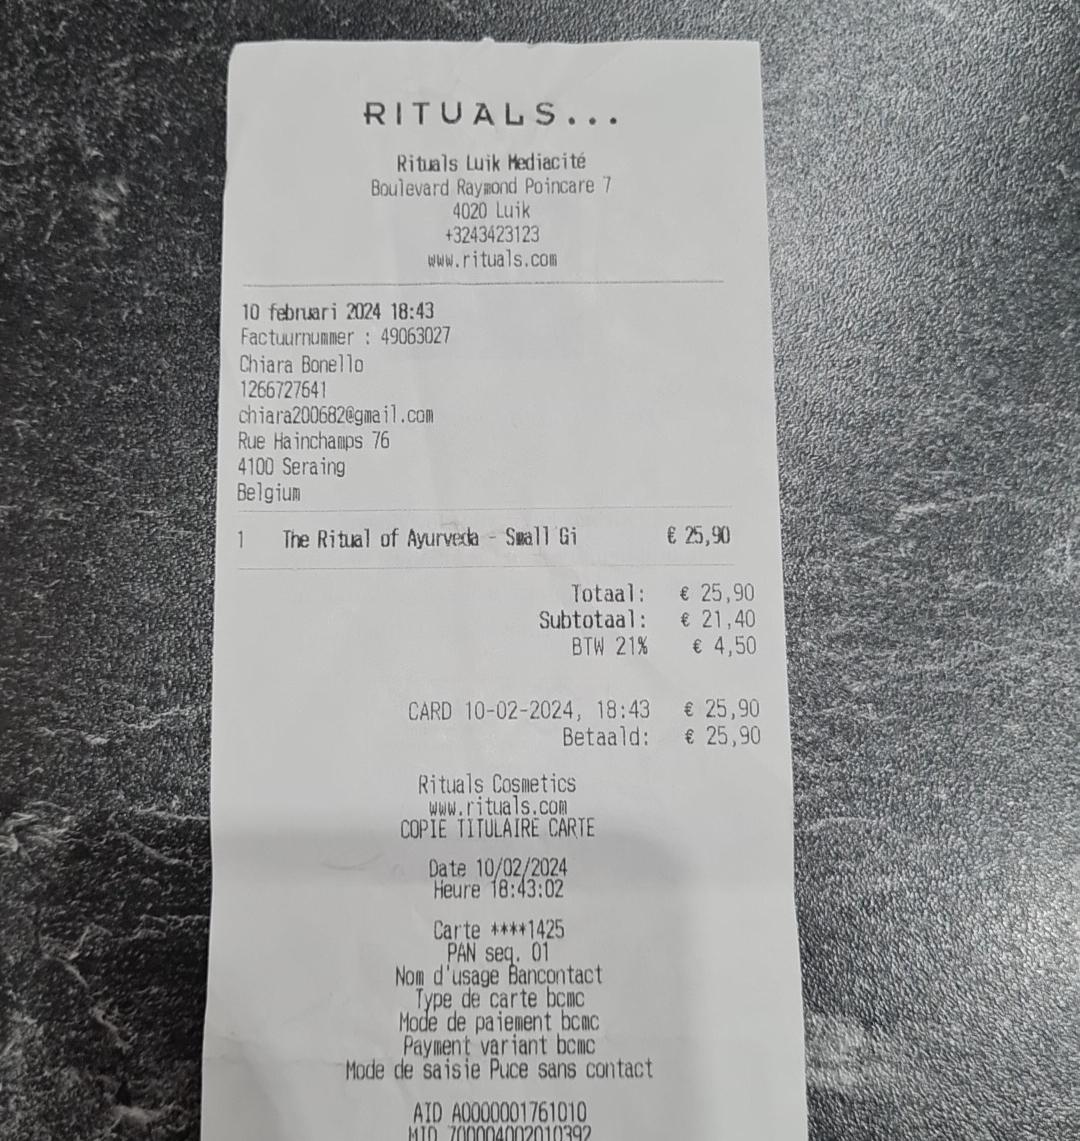 RITUALS...
Rituals Luik Mediacité
Boulevard Raymond Poincare 7
4020 Luik
+3243423123
www.rituals.com
10 februari 2024 18:43
Factuurnummer : 49063027
Chiara Bonello
1266727641
chiara200682@gmail.com
Rue Hainchamps 76
4100 Seraing
Belgium
1 The Ritual of Ayurveda - Small Gi € 25,90
Totaal: € 25,90
Subtotaal: € 21,40
BTW 21% € 4,50
CARD 10-02-2024, 18:43 € 25,90
Betaald: € 25,90
Rituals Cosmetics
www.rituals.com
COPIE TITULAIRE CARTE
Date 10/02/2024
Heure 18:43:02
Carte ****1425
PAN seq. 01
Nom d'usage Bancontact
Type de carte bcmc
Mode de paiement bcmc
Payment variant bcmc
Mode de saisie Puce sans contact
AID A0000001761010
MID 700004002010392